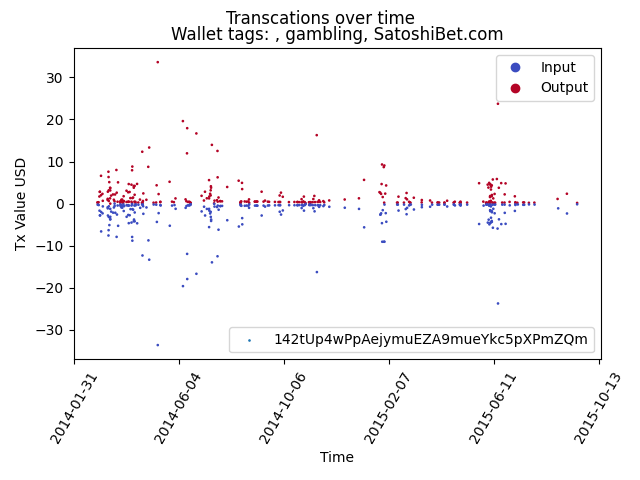 Transcations over time
Wallet tags: , gambling, SatoshiBet.com
Input
Output
30
20
10
0
−10
−20
−30
Tx Value USD
142tUp4wPpAejymuEZA9mueYkc5pXPmZQm
2014-01-31
2014-06-04
2014-10-06
2015-02-07
2015-06-11
2015-10-13
Time